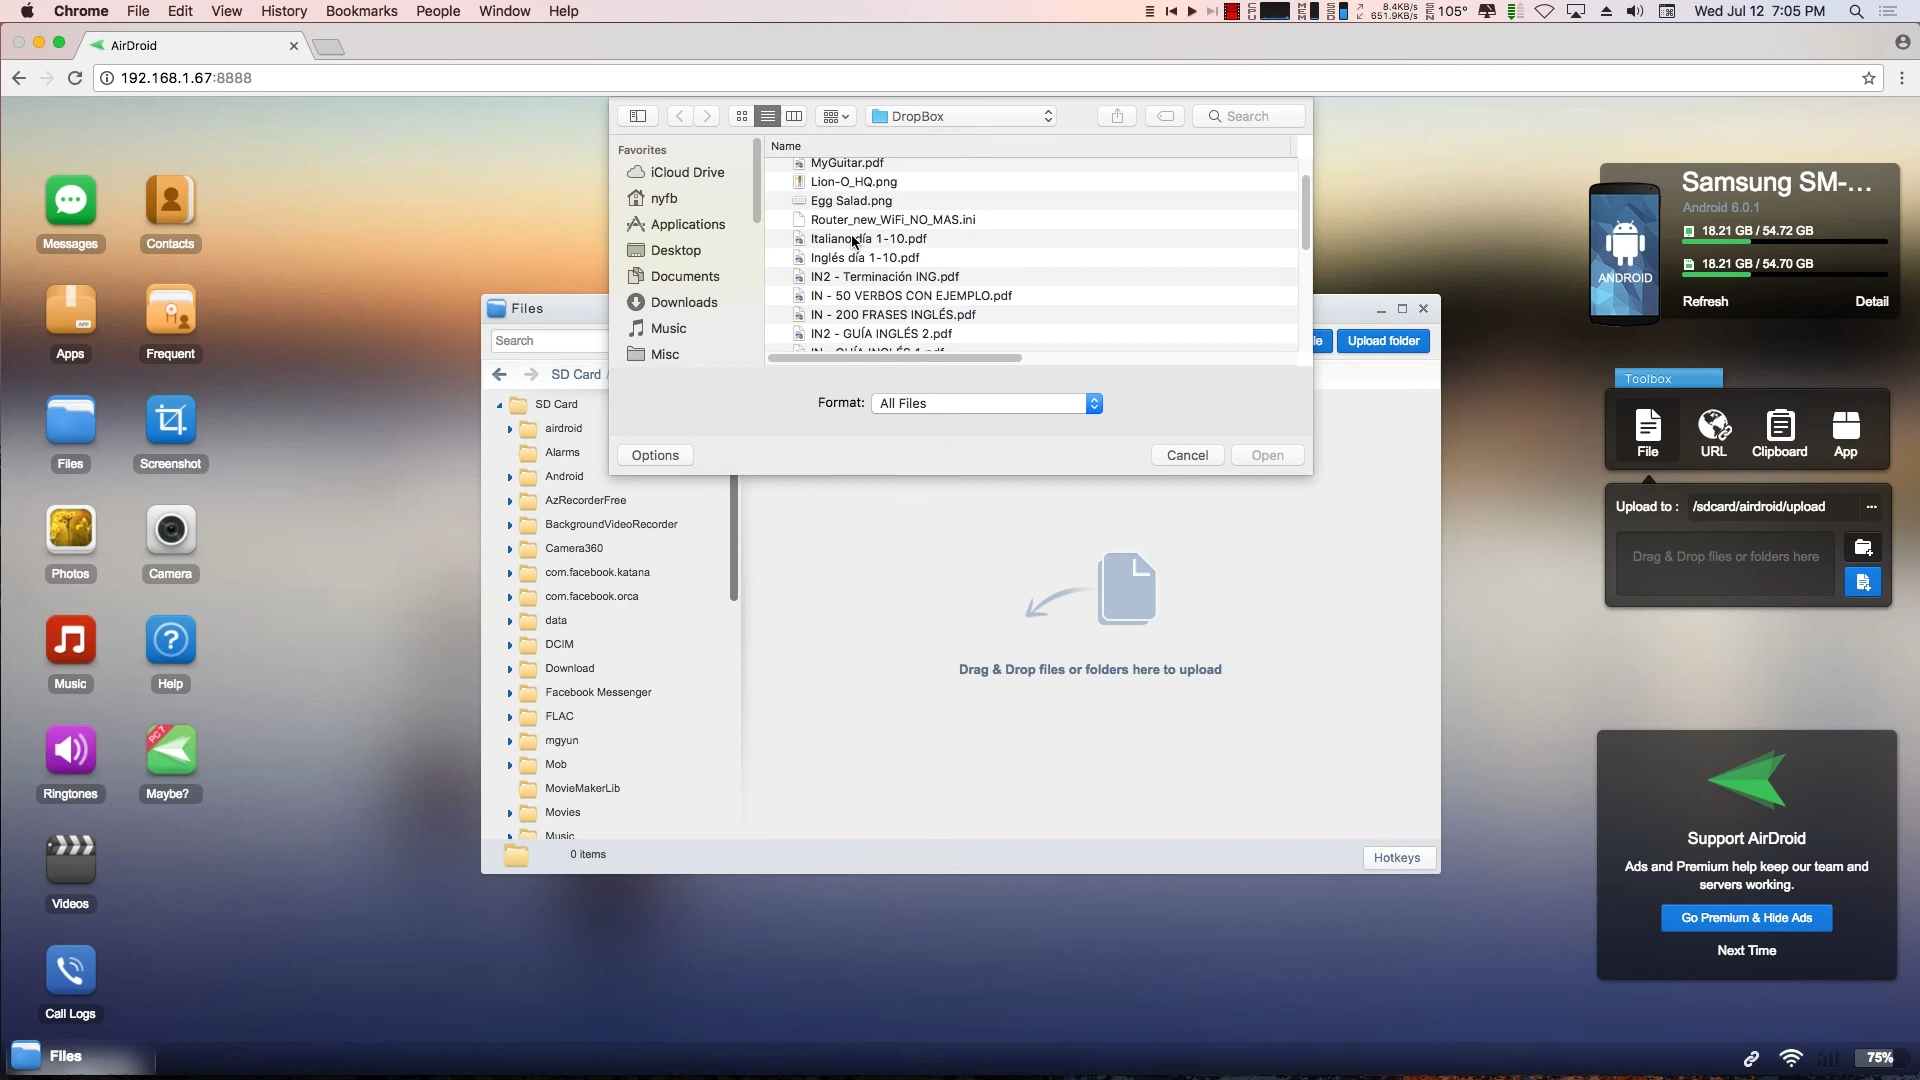 Chrome File Edit View History Bookmarks People Window Help
8.4KB/s
651.9KB/s
105° Wed Jul 12 7:05 PM
AirDroid
192.168.1.67:8888
DropBox
Search
Favorites
iCloud Drive
nyfb
Applications
Desktop
Documents
Downloads
Music
Misc
Name
MyGuitar.pdf
Lion-O_HQ.png
Egg Salad.png
Router_new_WiFi_NO_MAS.ini
Italiano día 1-10.pdf
Inglés día 1-10.pdf
IN2 - Terminación ING.pdf
IN - 50 VERBOS CON EJEMPLO.pdf
IN - 200 FRASES INGLÉS.pdf
IN2 - GUÍA INGLÉS 2.pdf
Format: All Files
Options
Cancel
Open
Messages
Contacts
Apps
Frequent
Files
Screenshot
Photos
Camera
Music
Help
Ringtones
PC?
Maybe?
Videos
Call Logs
Files
Files
Search
Upload folder
SD Card /
SD Card
airdroid
Alarms
Android
AzRecorderFree
BackgroundVideoRecorder
Camera360
com.facebook.katana
com.facebook.orca
data
DCIM
Download
Facebook Messenger
FLAC
mgyun
Mob
MovieMakerLib
Movies
Music
Drag & Drop files or folders here to upload
0 items
Hotkeys
Samsung SM-...
Android 6.0.1
18.21 GB / 54.72 GB
18.21 GB / 54.70 GB
ANDROID
Refresh
Detail
Toolbox
File
URL
Clipboard
App
Upload to : /sdcard/airdroid/upload ...
Drag & Drop files or folders here
Support AirDroid
Ads and Premium help keep our team and
servers working.
Go Premium & Hide Ads
Next Time
75%